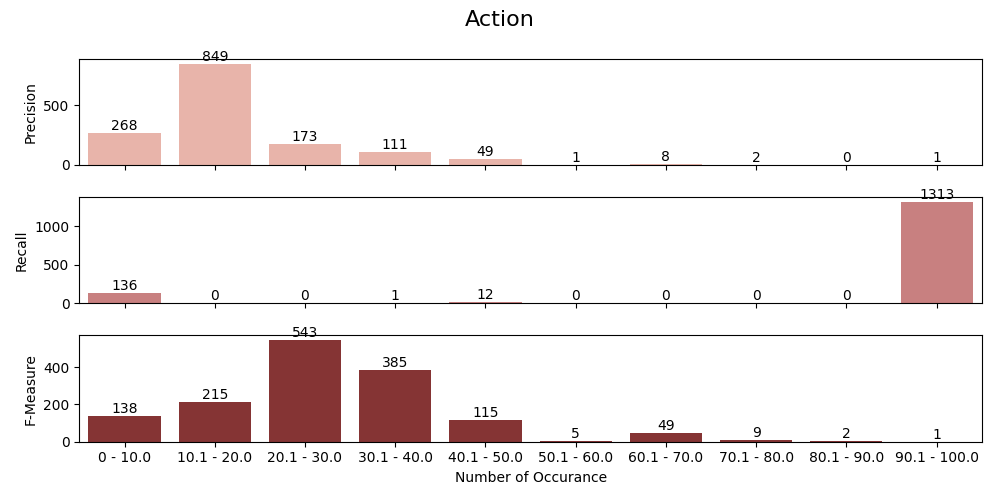 Action
Precision
500
0
268
849
173
111
49
1
8
2
0
1
Recall
1000
500
0
136
0
0
1
12
0
0
0
0
1313
F-Measure
400
200
0
138
215
543
385
115
5
49
9
2
1
0 - 10.0
10.1 - 20.0
20.1 - 30.0
30.1 - 40.0
40.1 - 50.0
50.1 - 60.0
60.1 - 70.0
70.1 - 80.0
80.1 - 90.0
90.1 - 100.0
Number of Occurance